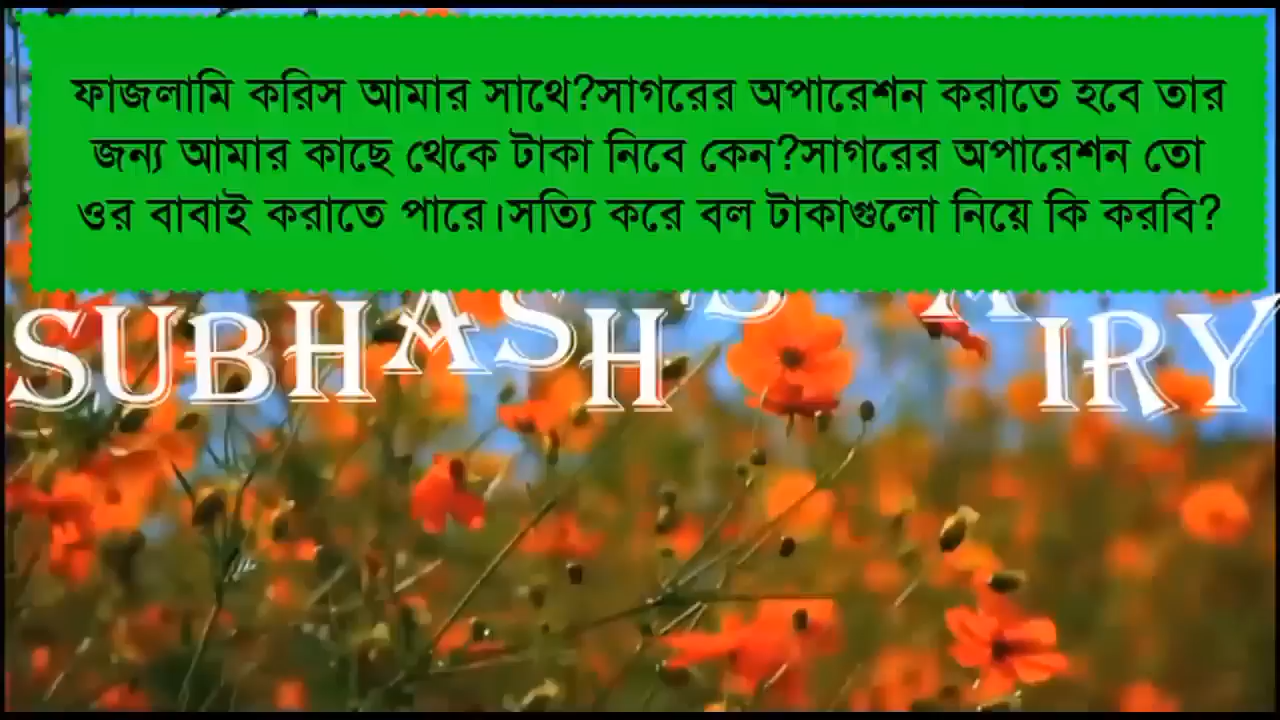 ফাজলামি করিস আমার সাথে?সাগরের অপারেশন করাতে হবে তার
জন্য আমার কাছে থেকে টাকা নিবে কেন?সাগরের অপারেশন তো
ওর বাবাই করাতে পারে।সত্যি করে বল টাকাগুলো নিয়ে কি করবি?
SUBHASH IRY